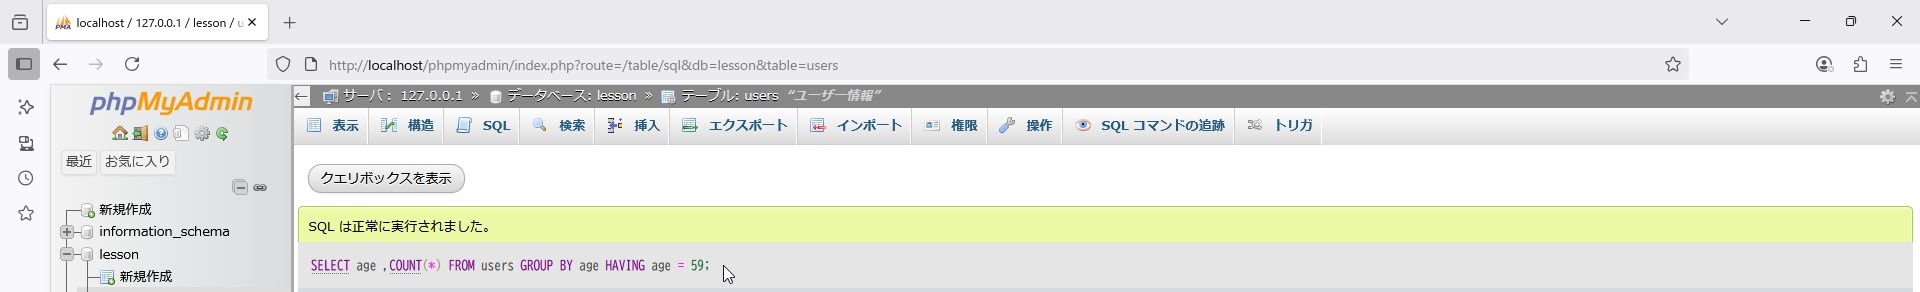 localhost / 127.0.0.1 / lesson / u
http://localhost/phpmyadmin/index.php?route=/table/sql&db=lesson&table=users
phpMyAdmin
最近 お気に入り
新規作成
information_schema
lesson
新規作成
サーバ: 127.0.0.1 » データベース: lesson » テーブル: users "ユーザー情報"
表示 構造 SQL 検索 挿入 エクスポート インポート 権限 操作 SQL コマンドの追跡 トリガ
クエリボックスを表示
SQL は正常に実行されました。
SELECT age ,COUNT(*) FROM users GROUP BY age HAVING age = 59;